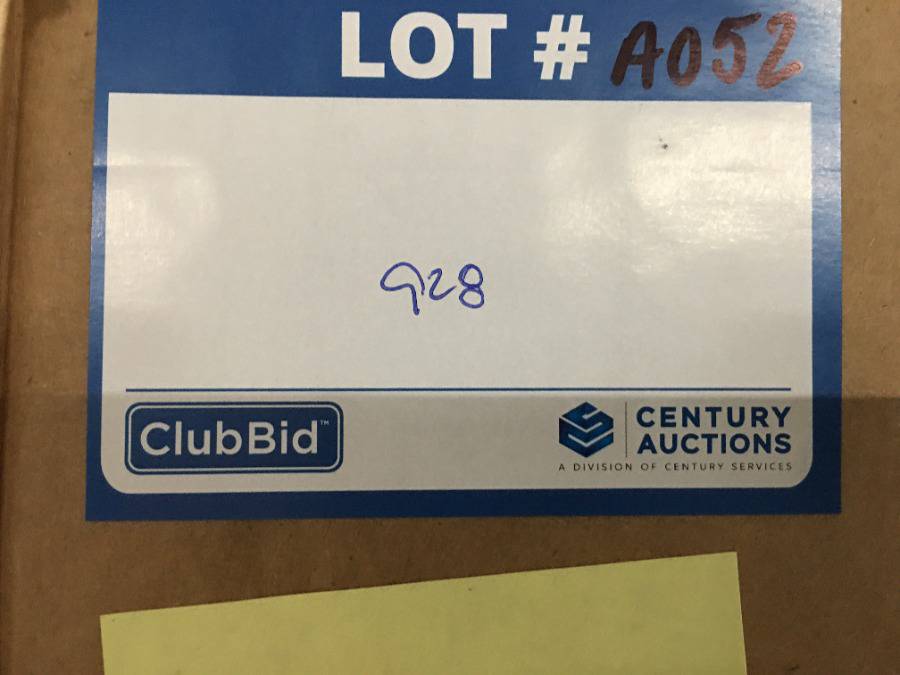 LOT # A052
928
ClubBid™
CENTURY
AUCTIONS
A DIVISION OF CENTURY SERVICES